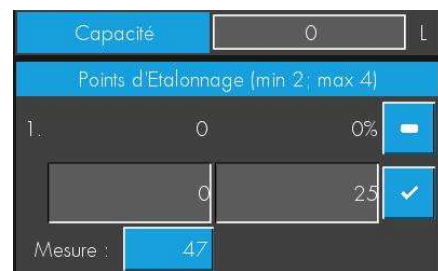 Capacité 0 L
Points d'Etalonnage (min 2; max 4)
1. 0 0%
0 25
Mesure : 47